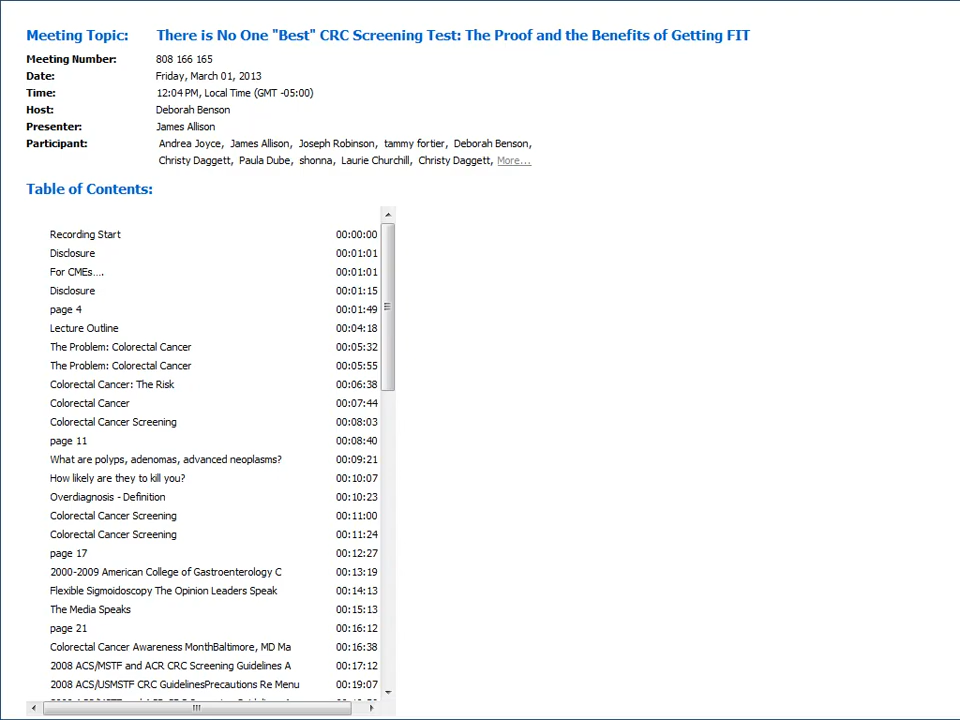 Meeting Topic: There is No One "Best" CRC Screening Test: The Proof and the Benefits of Getting FIT
Meeting Number: 808 166 165
Date: Friday, March 01, 2013
Time: 12:04 PM, Local Time (GMT -05:00)
Host: Deborah Benson
Presenter: James Allison
Participant: Andrea Joyce, James Allison, Joseph Robinson, tammy fortier, Deborah Benson,
Christy Daggett, Paula Dube, shonna, Laurie Churchill, Christy Daggett, More...
Table of Contents:
Recording Start 00:00:00
Disclosure 00:01:01
For CMEs.... 00:01:01
Disclosure 00:01:15
page 4 00:01:49
Lecture Outline 00:04:18
The Problem: Colorectal Cancer 00:05:32
The Problem: Colorectal Cancer 00:05:55
Colorectal Cancer: The Risk 00:06:38
Colorectal Cancer 00:07:44
Colorectal Cancer Screening 00:08:03
page 11 00:08:40
What are polyps, adenomas, advanced neoplasms? 00:09:21
How likely are they to kill you? 00:10:07
Overdiagnosis - Definition 00:10:23
Colorectal Cancer Screening 00:11:00
Colorectal Cancer Screening 00:11:24
page 17 00:12:27
2000-2009 American College of Gastroenterology C 00:13:19
Flexible Sigmoidoscopy The Opinion Leaders Speak 00:14:13
The Media Speaks 00:15:13
page 21 00:16:12
Colorectal Cancer Awareness MonthBaltimore, MD Ma 00:16:38
2008 ACS/MSTF and ACR CRC Screening Guidelines A 00:17:12
2008 ACS/USMSTF CRC GuidelinesPrecautions Re Menu 00:19:07